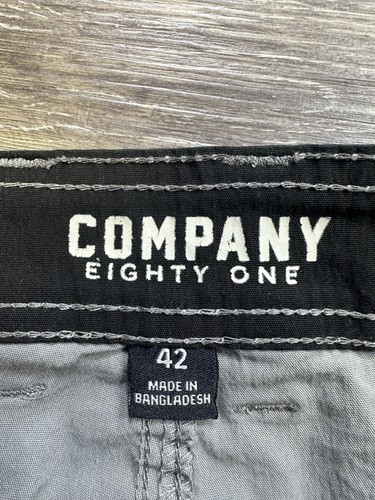 COMPANY
EIGHTY ONE
42
MADE IN
BANGLADESH